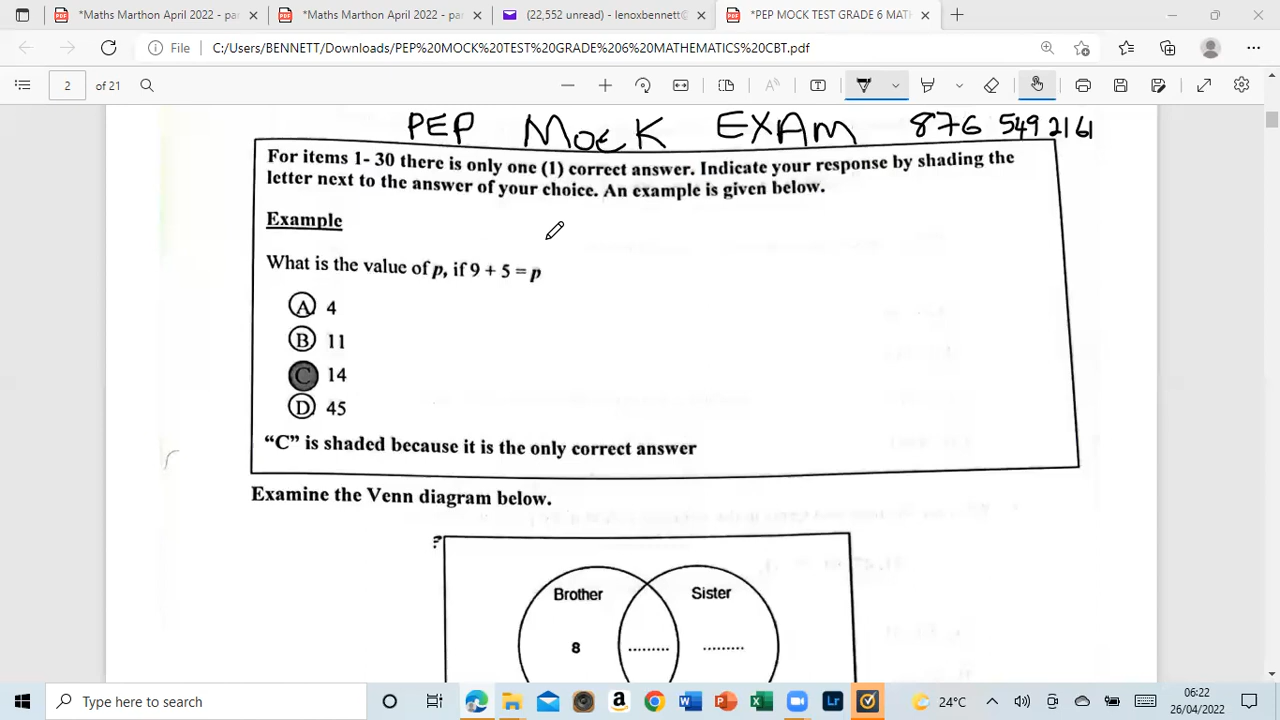 *Maths Marthon April 2022 - pa
*Maths Marthon April 2022 - pa
(22,552 unread) - lenoxbennett@
*PEP MOCK TEST GRADE 6 MATH
File
C:/Users/BENNETT/Downloads/PEP%20MOCK%20TEST%20GRADE%206%20MATHEMATICS%20CBT.pdf
2 of 21
PEP MocK EXAm 876 549 2161
For items 1- 30 there is only one (1) correct answer. Indicate your response by shading the
letter next to the answer of your choice. An example is given below.
Example
What is the value of p, if 9 + 5 = p
A 4
B 11
C 14
D 45
“C” is shaded because it is the only correct answer
Examine the Venn diagram below.
?
Brother Sister
8 ......... .........
Type here to search
24°C
06:22
26/04/2022